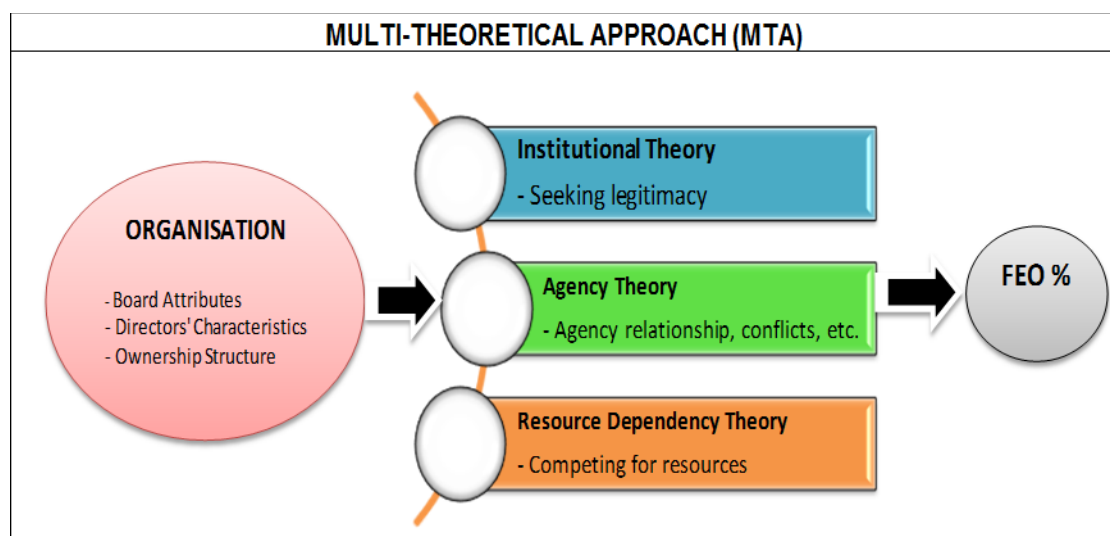 MULTI-THEORETICAL APPROACH (MTA)
ORGANISATION
- Board Attributes
- Directors' Characteristics
- Ownership Structure
Institutional Theory
- Seeking legitimacy
Agency Theory
- Agency relationship, conflicts, etc.
Resource Dependency Theory
- Competing for resources
FEO %